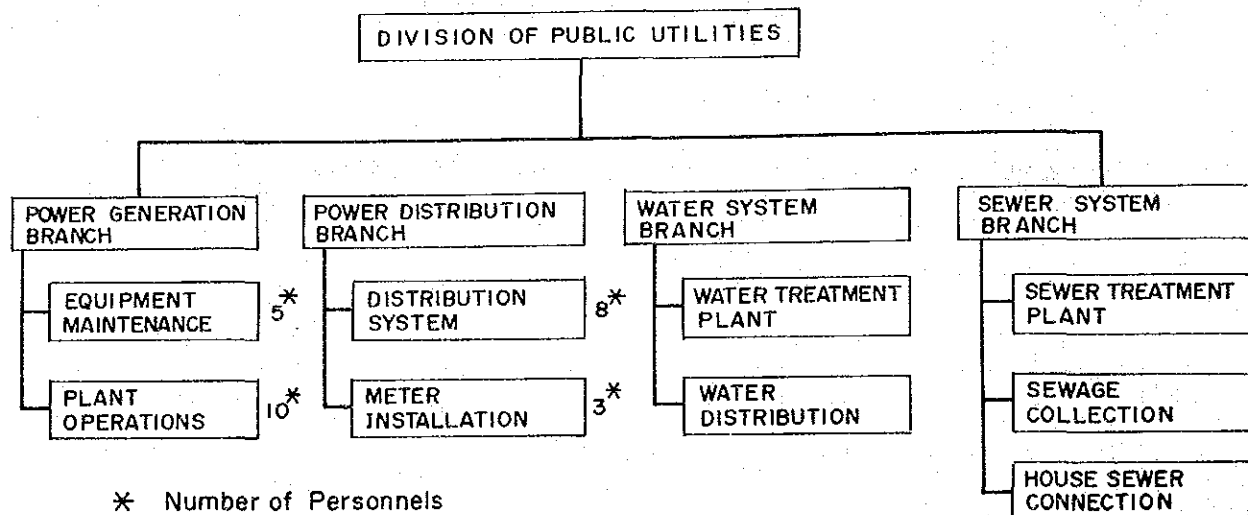 DIVISION OF PUBLIC UTILITIES
POWER GENERATION
BRANCH
EQUIPMENT
MAINTENANCE
5*
PLANT
OPERATIONS
10*
POWER DISTRIBUTION
BRANCH
DISTRIBUTION
SYSTEM
8*
METER
INSTALLATION
3*
WATER SYSTEM
BRANCH
WATER TREATMENT
PLANT
WATER
DISTRIBUTION
SEWER SYSTEM
BRANCH
SEWER TREATMENT
PLANT
SEWAGE
COLLECTION
HOUSE SEWER
CONNECTION
* Number of Personnels